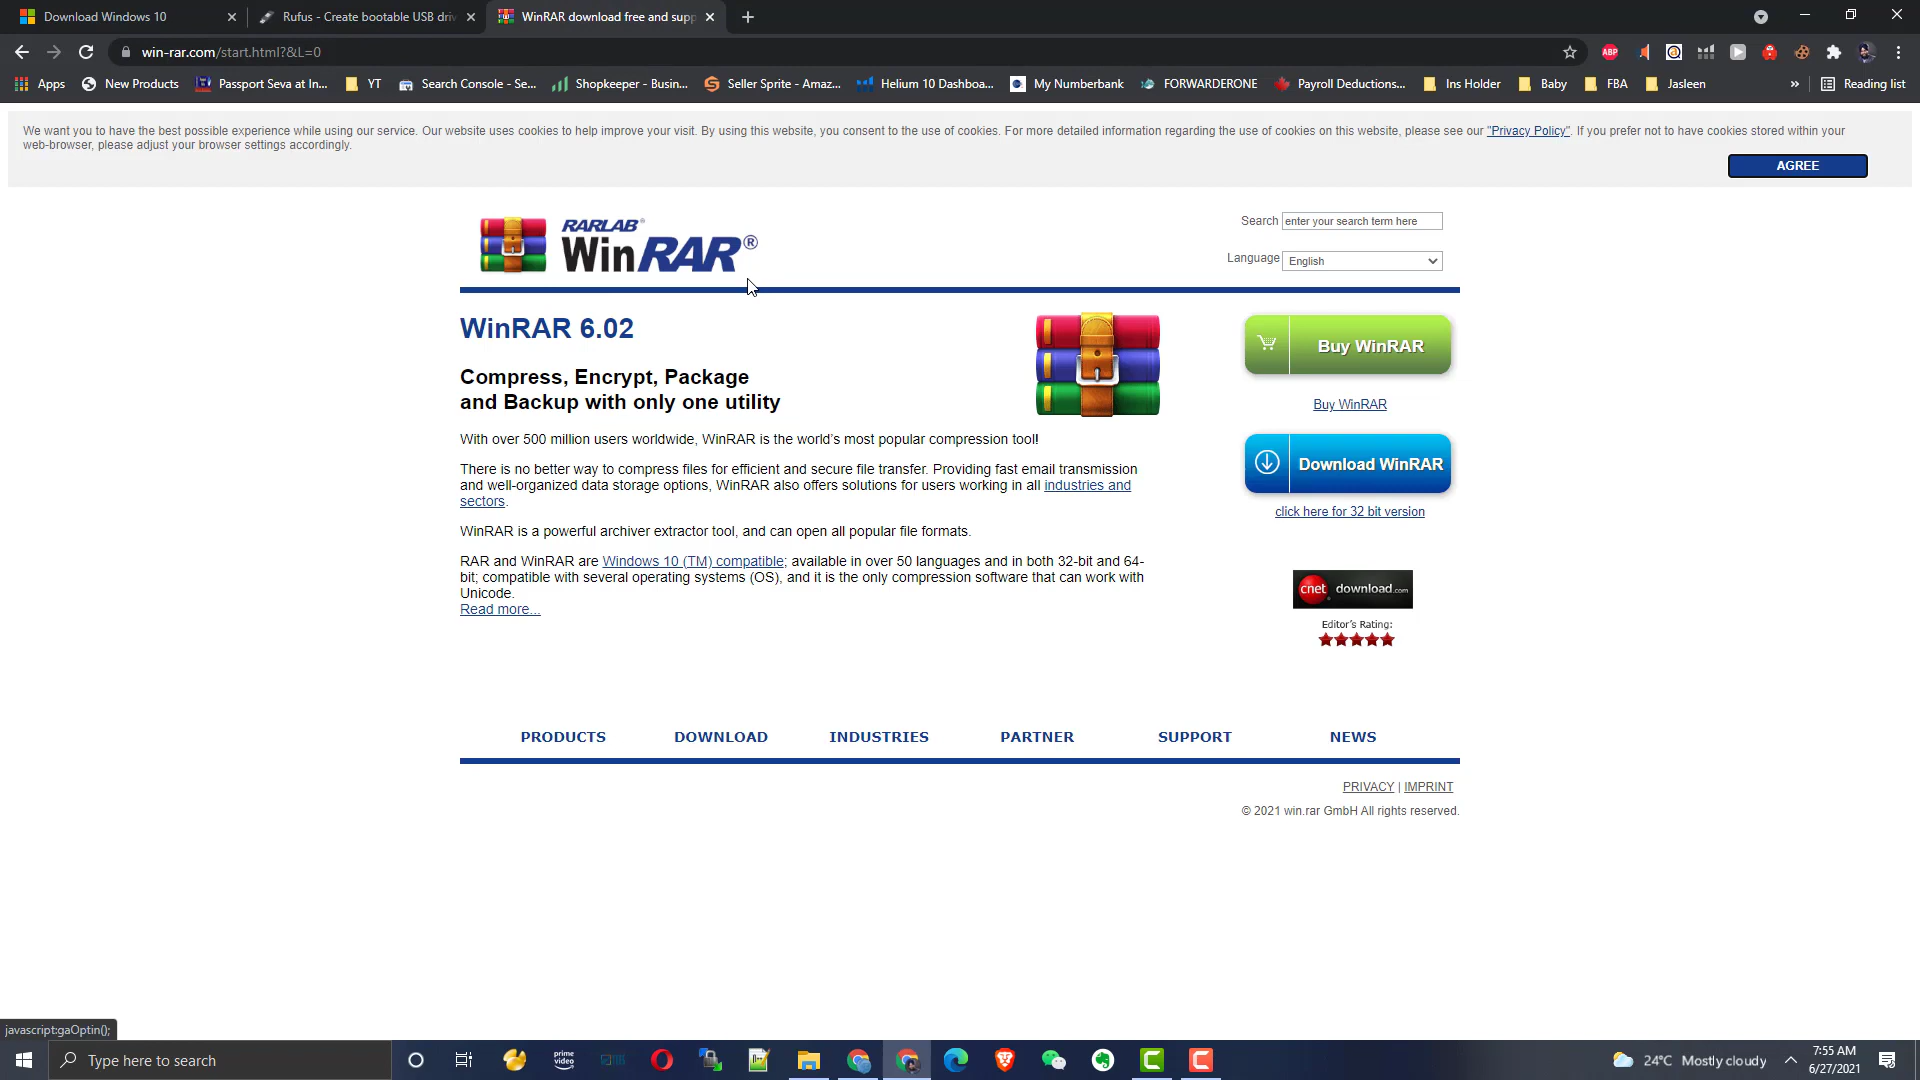 Download Windows 10
Rufus - Create bootable USB driv
WinRAR download free and supp
win-rar.com/start.html?&L=0
ABP
Apps
New Products
Passport Seva at In...
YT
Search Console - Se...
Shopkeeper - Busin...
Seller Sprite - Amaz...
Helium 10 Dashboa...
My Numberbank
FORWARDERONE
Payroll Deductions...
Ins Holder
Baby
FBA
Jasleen
»
Reading list
We want you to have the best possible experience while using our service. Our website uses cookies to help improve your visit. By using this website, you consent to the use of cookies. For more detailed information regarding the use of cookies on this website, please see our "Privacy Policy". If you prefer not to have cookies stored within your
web-browser, please adjust your browser settings accordingly.
AGREE
RARLAB®
WinRAR®
Search enter your search term here
Language English
WinRAR 6.02
Compress, Encrypt, Package
and Backup with only one utility
With over 500 million users worldwide, WinRAR is the world's most popular compression tool!
There is no better way to compress files for efficient and secure file transfer. Providing fast email transmission
and well-organized data storage options, WinRAR also offers solutions for users working in all industries and
sectors.
WinRAR is a powerful archiver extractor tool, and can open all popular file formats.
RAR and WinRAR are Windows 10 (TM) compatible; available in over 50 languages and in both 32-bit and 64-
bit; compatible with several operating systems (OS), and it is the only compression software that can work with
Unicode.
Read more...
Buy WinRAR
Buy WinRAR
Download WinRAR
click here for 32 bit version
cnet download.com
Editor's Rating:
PRODUCTS
DOWNLOAD
INDUSTRIES
PARTNER
SUPPORT
NEWS
PRIVACY | IMPRINT
© 2021 win.rar GmbH All rights reserved.
javascript:gaOptin();
Type here to search
prime video
24°C Mostly cloudy
7:55 AM
6/27/2021